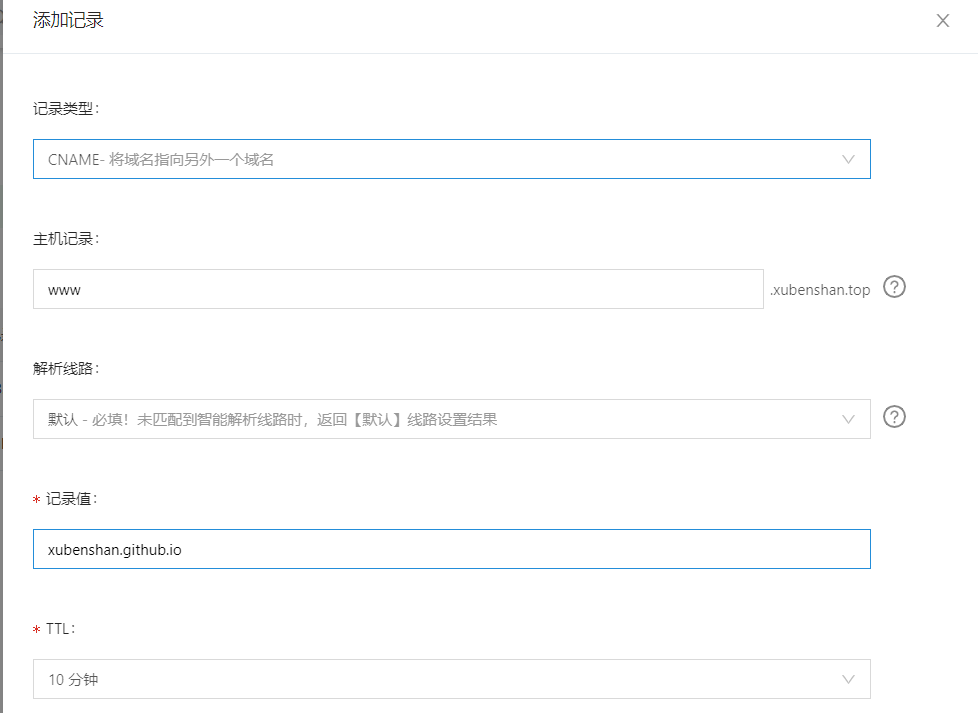 添加记录
记录类型：
CNAME- 将域名指向另外一个域名
主机记录：
www .xubenshan.top ?
解析线路：
默认 - 必填！未匹配到智能解析线路时，返回【默认】线路设置结果 ?
* 记录值：
xubenshan.github.io
* TTL：
10 分钟